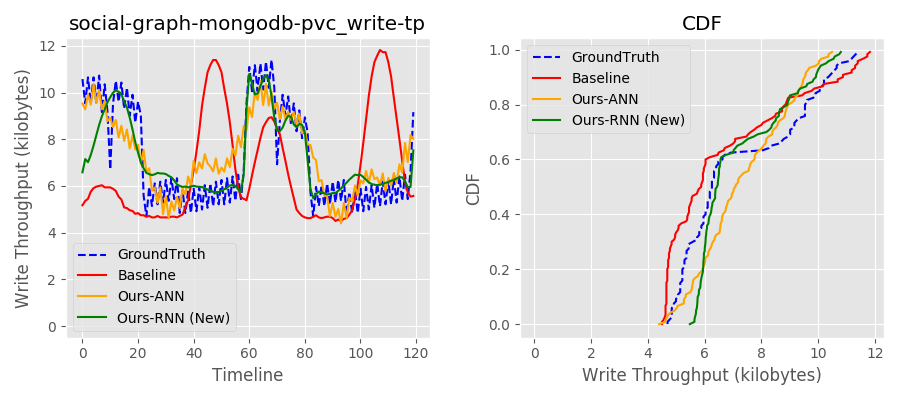 social-graph-mongodb-pvc_write-tp
12
10
8
6
4
2
0
Write Throughput (kilobytes)
GroundTruth
Baseline
Ours-ANN
Ours-RNN (New)
0 20 40 60 80 100 120
Timeline
CDF
1.0
0.8
0.6
0.4
0.2
0.0
CDF
GroundTruth
Baseline
Ours-ANN
Ours-RNN (New)
0 2 4 6 8 10 12
Write Throughput (kilobytes)